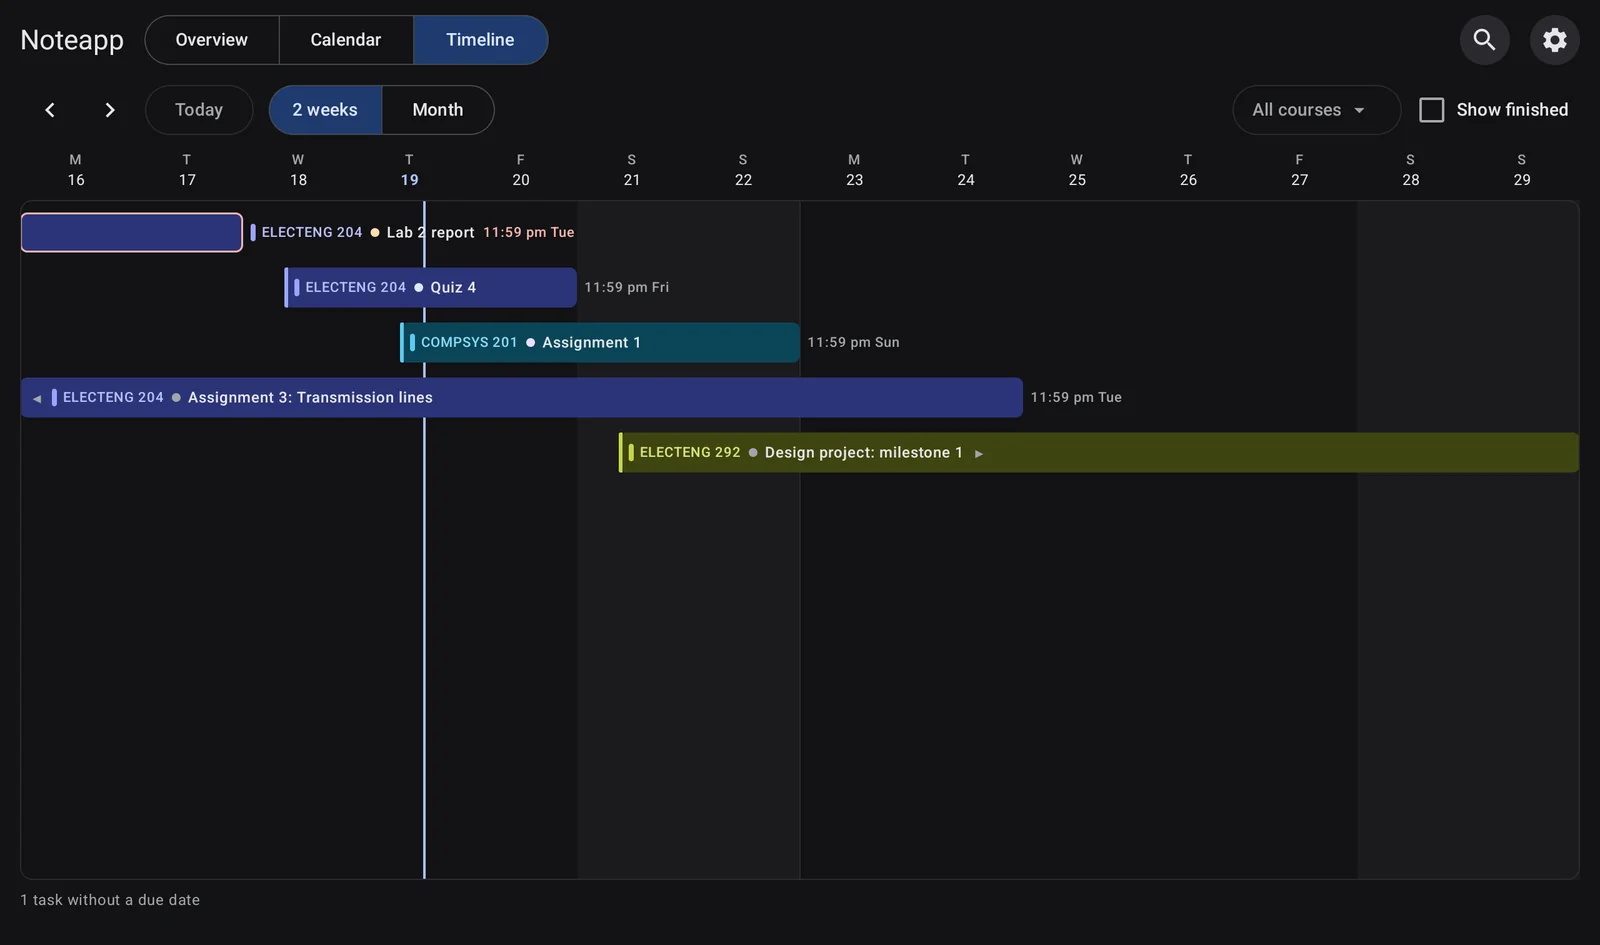 Noteapp Overview Calendar Timeline
Today 2 weeks Month All courses Show finished
M T W T F S S M T W T F S S
16 17 18 19 20 21 22 23 24 25 26 27 28 29
ELECTENG 204 Lab 2 report 11:59 pm Tue
ELECTENG 204 Quiz 4 11:59 pm Fri
COMPSYS 201 Assignment 1 11:59 pm Sun
ELECTENG 204 Assignment 3: Transmission lines 11:59 pm Tue
ELECTENG 292 Design project: milestone 1
1 task without a due date